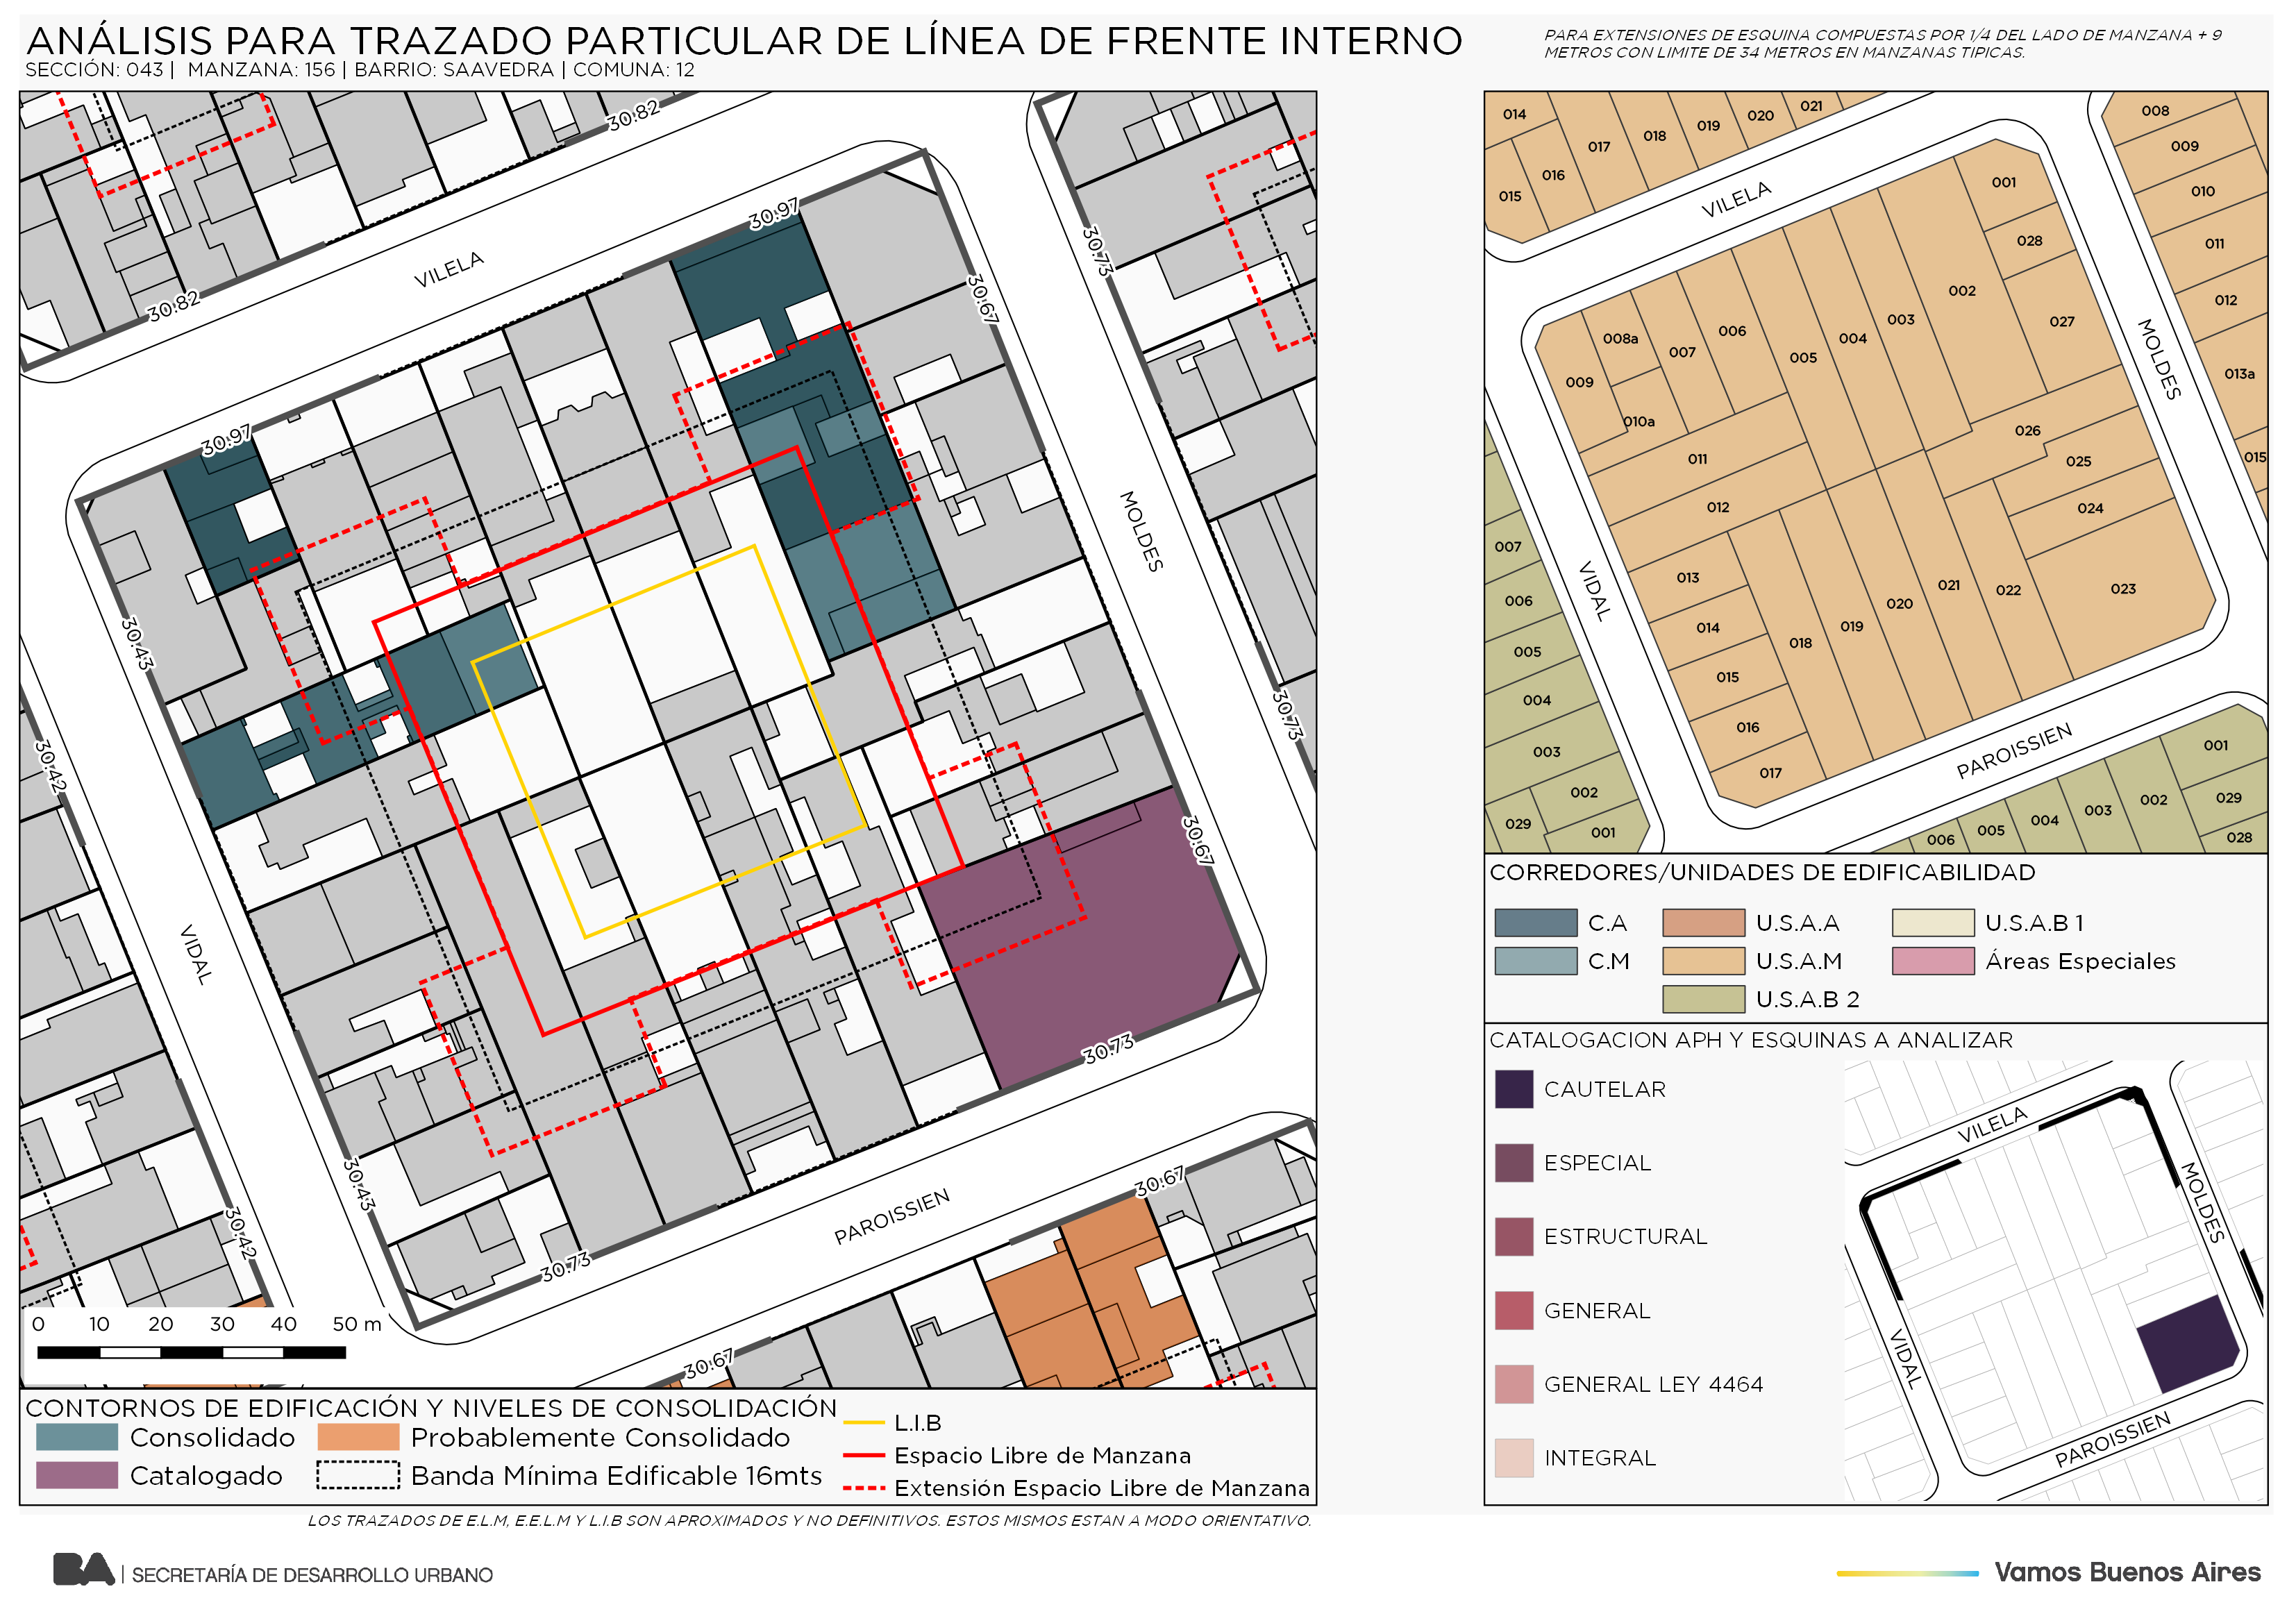 ANÁLISIS PARA TRAZADO PARTICULAR DE LÍNEA DE FRENTE INTERNO
SECCIÓN: 043 | MANZANA: 156 | BARRIO: SAAVEDRA | COMUNA: 12
PARA EXTENSIONES DE ESQUINA COMPUESTAS POR 1/4 DEL LADO DE MANZANA + 9
METROS CON LIMITE DE 34 METROS EN MANZANAS TIPICAS.
30.82
30.82
VILELA
30.97
30.97
30.73
30.67
MOLDES
30.43
30.42
30.73
30.67
VIDAL
30.73
30.43
30.42
PAROISSIEN
30.67
30.73
30.67
0 10 20 30 40 50 m
CONTORNOS DE EDIFICACIÓN Y NIVELES DE CONSOLIDACIÓN
Consolidado
Probablemente Consolidado
Catalogado
Banda Mínima Edificable 16mts
L.I.B
Espacio Libre de Manzana
Extensión Espacio Libre de Manzana
LOS TRAZADOS DE E.L.M, E.E.L.M Y L.I.B SON APROXIMADOS Y NO DEFINITIVOS. ESTOS MISMOS ESTAN A MODO ORIENTATIVO.
014
015
016
017
018
019
020
021
008
009
010
011
012
013a
015
VILELA
MOLDES
VIDAL
PAROISSIEN
001
028
002
027
003
004
005
006
007
008a
009
010a
011
012
026
025
024
023
013
014
015
016
017
018
019
020
021
022
007
006
005
004
003
002
029
001
006
005
004
003
002
001
029
028
CORREDORES/UNIDADES DE EDIFICABILIDAD
C.A
U.S.A.A
U.S.A.B 1
C.M
U.S.A.M
Áreas Especiales
U.S.A.B 2
CATALOGACION APH Y ESQUINAS A ANALIZAR
CAUTELAR
ESPECIAL
ESTRUCTURAL
GENERAL
GENERAL LEY 4464
INTEGRAL
VILELA
MOLDES
VIDAL
PAROISSIEN
BA | SECRETARÍA DE DESARROLLO URBANO
Vamos Buenos Aires